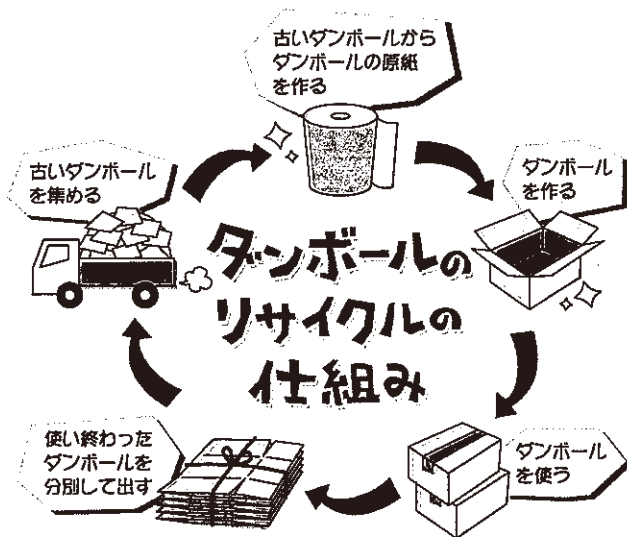 古いダンボールから
ダンボールの原紙
を作る
ダンボール
を作る
ダンボール
を使う
使い終わった
ダンボールを
分別して出す
古いダンボール
を集める
ダンボールの
リサイクルの
仕組み